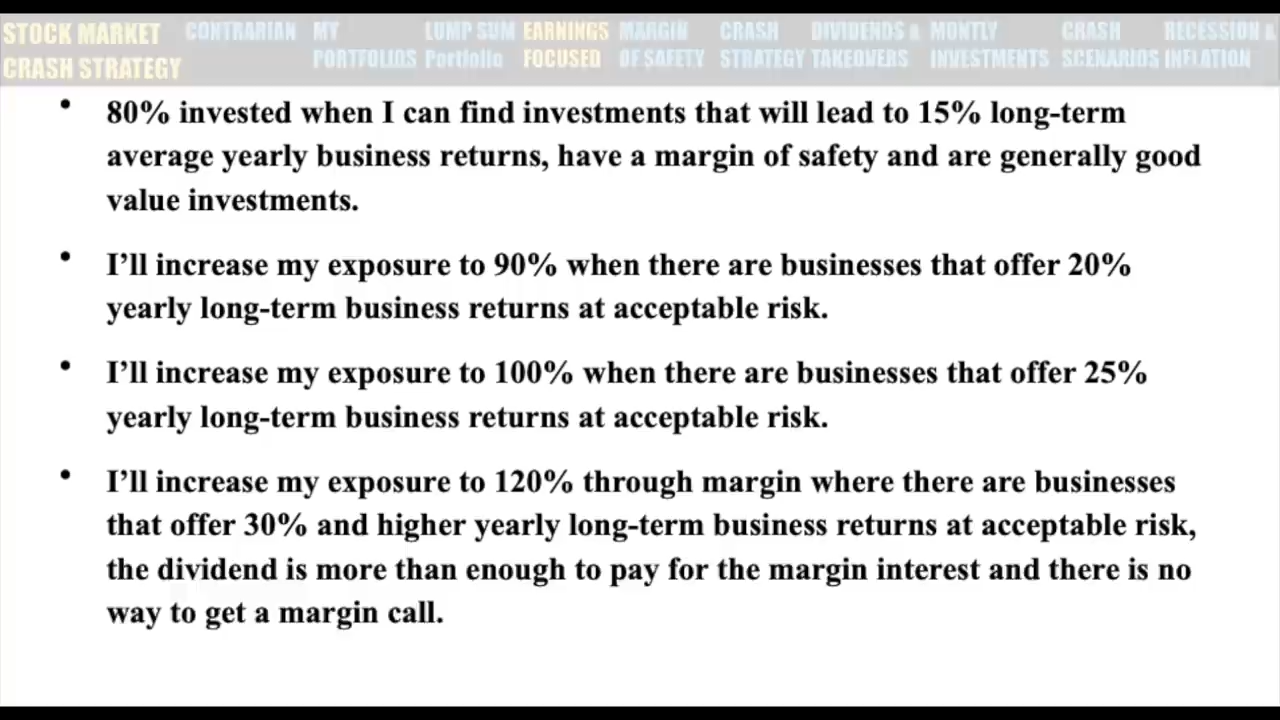 STOCK MARKET CONTRARIAN MY LUMP SUM EARNINGS MARGIN CRASH DIVIDENDS & MONTLY CRASH RECESSION &
CRASH STRATEGY PORTFOLIOS Portfolio FOCUSED OF SAFETY STRATEGY TAKEOVERS INVESTMENTS SCENARIOS INFLATION
• 80% invested when I can find investments that will lead to 15% long-term
average yearly business returns, have a margin of safety and are generally good
value investments.
• I’ll increase my exposure to 90% when there are businesses that offer 20%
yearly long-term business returns at acceptable risk.
• I’ll increase my exposure to 100% when there are businesses that offer 25%
yearly long-term business returns at acceptable risk.
• I’ll increase my exposure to 120% through margin where there are businesses
that offer 30% and higher yearly long-term business returns at acceptable risk,
the dividend is more than enough to pay for the margin interest and there is no
way to get a margin call.